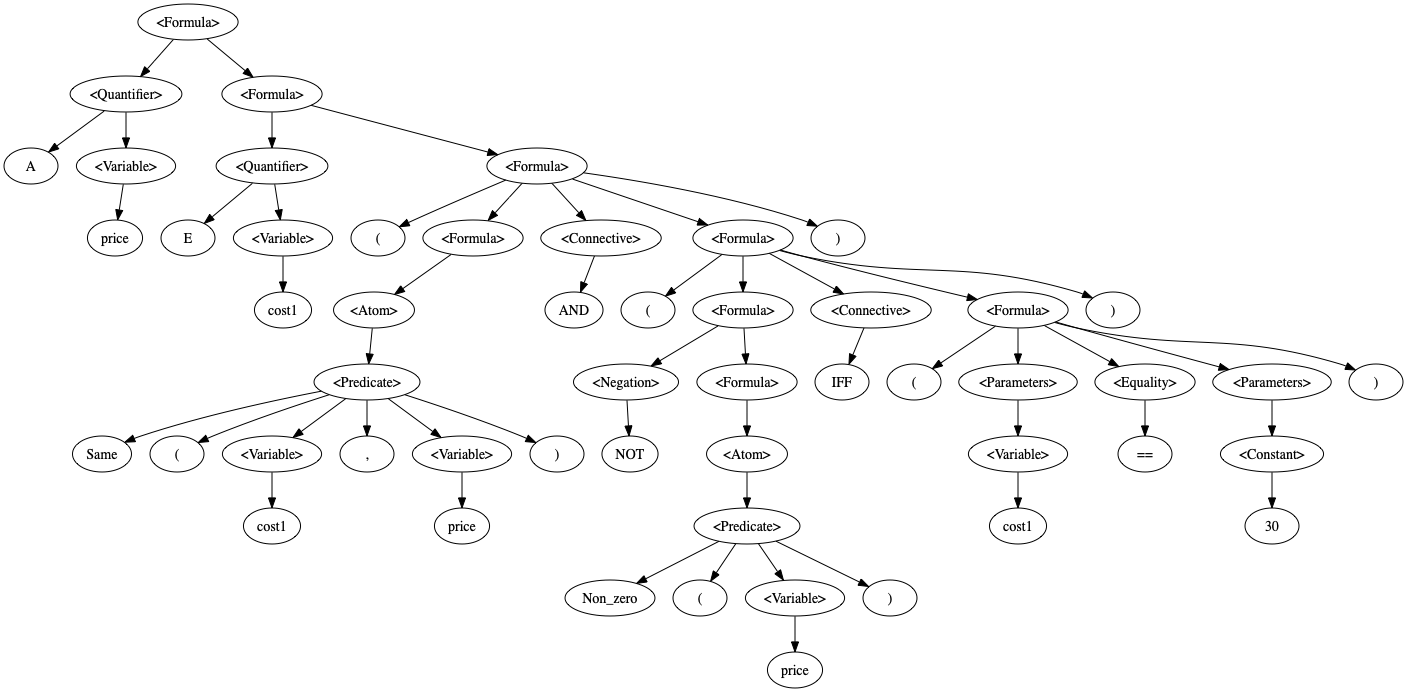 <Formula>
<Quantifier> <Formula>
A <Variable> <Quantifier> <Formula>
price E <Variable> ( <Formula> <Connective> <Formula> )
cost1 <Atom> AND ( <Formula> <Connective> <Formula> )
<Predicate> <Negation> <Formula> IFF ( <Parameters> <Equality> <Parameters> )
Same ( <Variable> , <Variable> ) NOT <Atom> <Variable> == <Constant>
cost1 price <Predicate> cost1 30
Non_zero ( <Variable> )
price